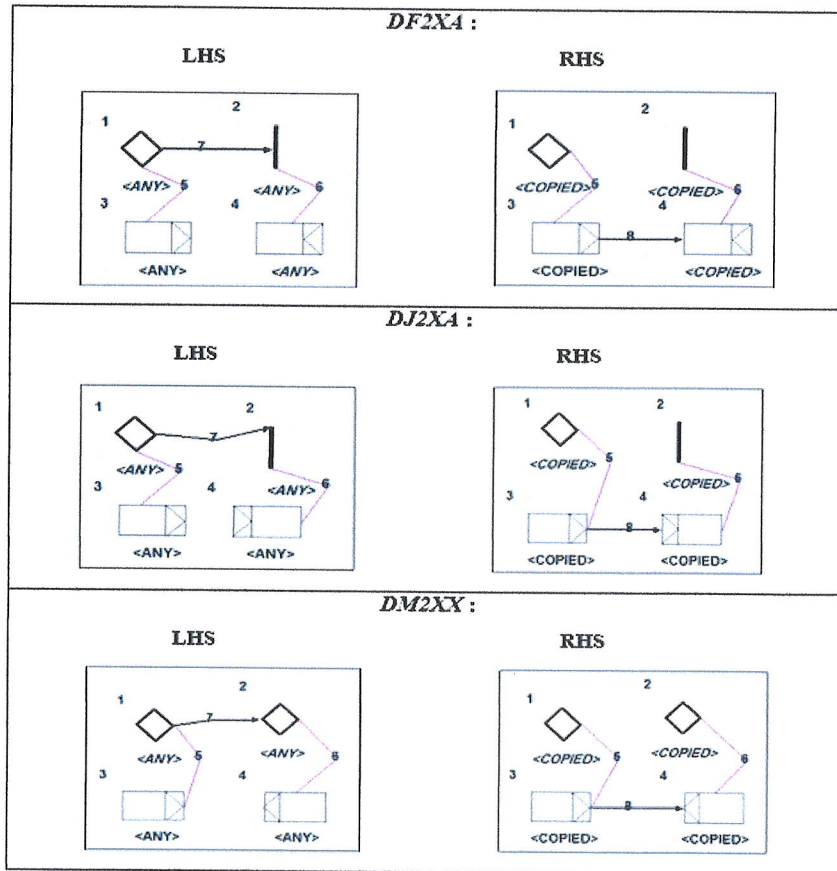 DF2XA :
LHS RHS
1 2 1 2
7
<ANY> 5 <ANY> 6 <COPIED> 5 <COPIED> 6
3 4 3 4
8
<ANY> <ANY> <COPIED> <COPIED>
DJ2XA :
LHS RHS
1 2 1 2
7
<ANY> 5 <ANY> 6 <COPIED> 5 <COPIED> 6
3 4 3 4
8
<ANY> <ANY> <COPIED> <COPIED>
DM2XX :
LHS RHS
1 2 1 2
7
<ANY> 5 <ANY> 6 <COPIED> 5 <COPIED> 6
3 4 3 4
8
<ANY> <ANY> <COPIED> <COPIED>